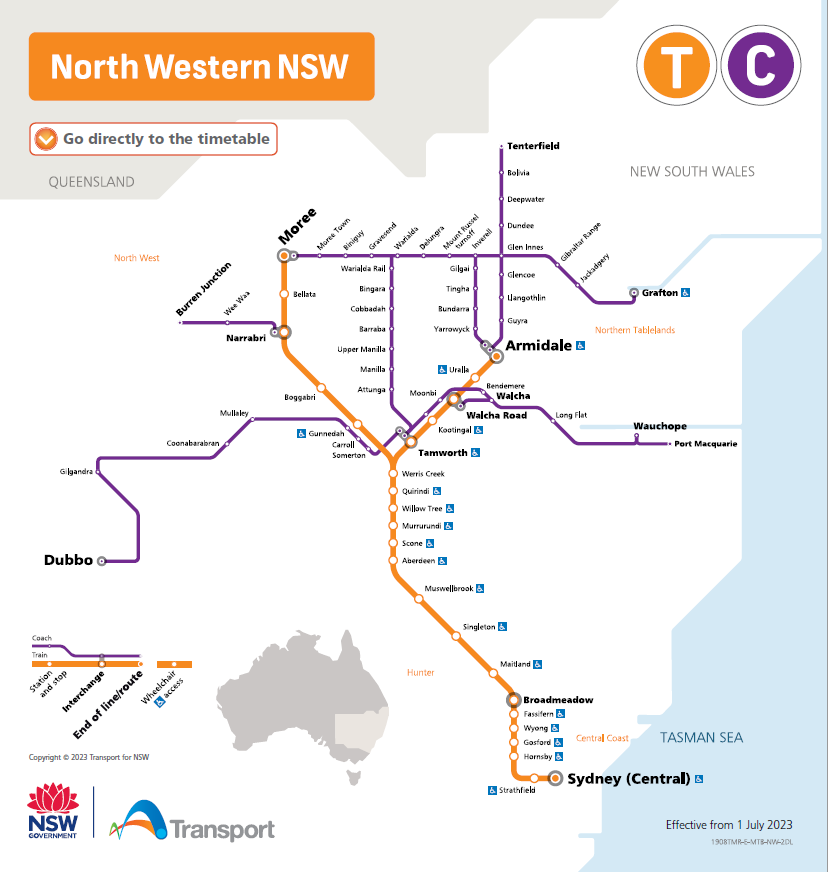 North Western NSW
T
C
Go directly to the timetable
QUEENSLAND
NEW SOUTH WALES
Tenterfield
Bolivia
Deepwater
Dundee
Glen Innes
Moree
Moree Town
Biniguy
Gravesend
Warialda
Delungra
Mount Russel
turnoff
Inverell
Gibraltar Range
Jackadgery
Grafton
North West
Burren Junction
Wee Waa
Narrabri
Bellata
Boggabri
Warialda Rail
Bingara
Cobbadah
Barraba
Upper Manilla
Manilla
Attunga
Gilgai
Tingha
Bundarra
Yarrowyck
Glencoe
Llangothlin
Guyra
Northern Tablelands
Armidale
Uralla
Bendemere
Moonbi
Walcha
Walcha Road
Kootingal
Tamworth
Long Flat
Wauchope
Port Macquarie
Mullaley
Gunnedah
Carroll
Somerton
Coonabarabran
Gilgandra
Dubbo
Werris Creek
Quirindi
Willow Tree
Murrurundi
Scone
Aberdeen
Muswellbrook
Singleton
Maitland
Hunter
Broadmeadow
Fassifern
Wyong
Gosford
Hornsby
Central Coast
Strathfield
Sydney (Central)
TASMAN SEA
Coach
Train
Station
and stop
Interchange
End of line/route
Wheelchair
access
Copyright © 2023 Transport for NSW
NSW
GOVERNMENT
Transport
Effective from 1 July 2023
1908TMR-6-MTB-NW-2DL